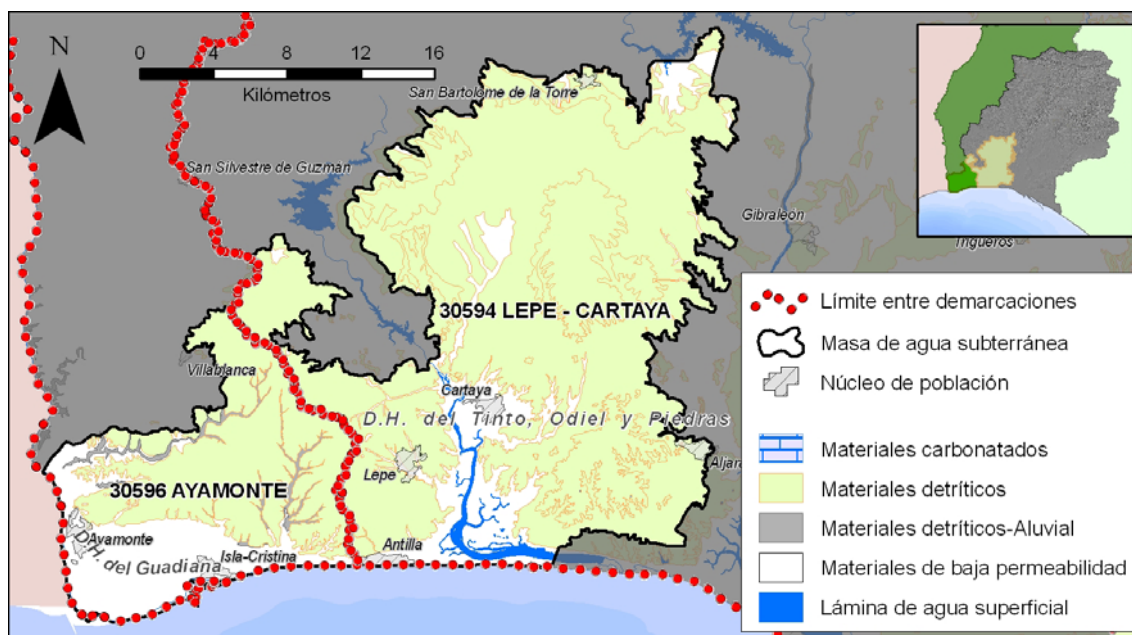 N
0 4 8 12 16
Kilómetros
San Bartolome de la Torre
San Silvestre de Guzmán
Gibraleón
Trigueros
30594 LEPE - CARTAYA
Villablanca
Cartaya
D.H. del Tinto, Odiel y Piedras
Lepe
Aljara
30596 AYAMONTE
Ayamonte
D.H. del Guadiana
Isla-Cristina
Antilla
Límite entre demarcaciones
Masa de agua subterránea
Núcleo de población
Materiales carbonatados
Materiales detríticos
Materiales detríticos-Aluvial
Materiales de baja permeabilidad
Lámina de agua superficial